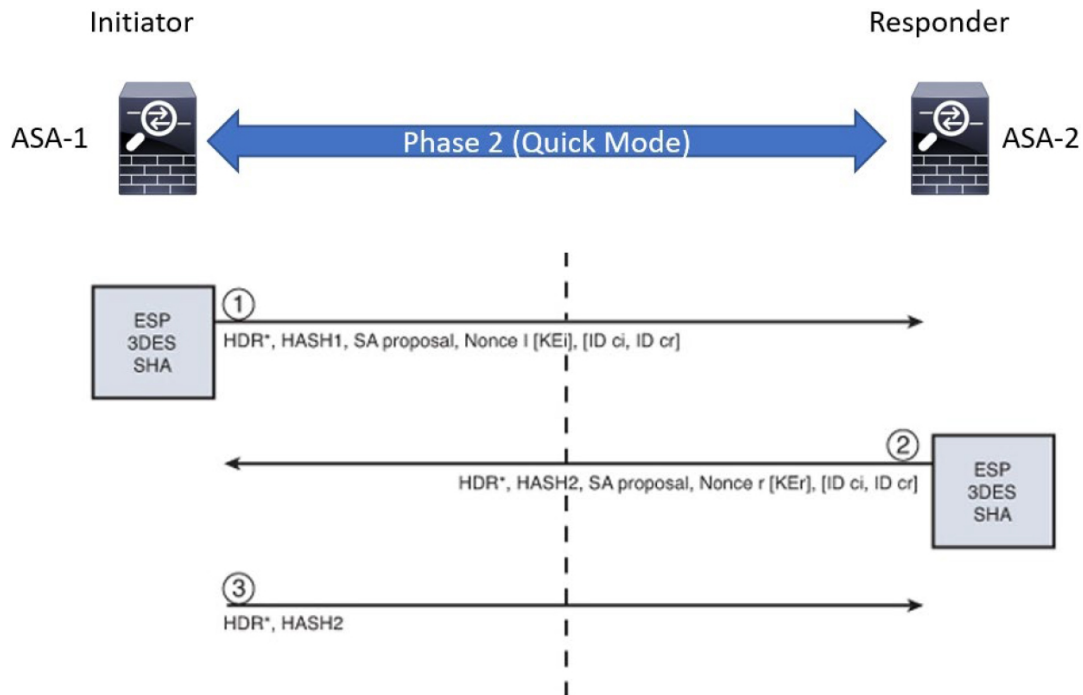 Initiator
Responder
ASA-1
Phase 2 (Quick Mode)
ASA-2
ESP
3DES
SHA
1
HDR*, HASH1, SA proposal, Nonce I [KEi], [ID ci, ID cr]
2
HDR*, HASH2, SA proposal, Nonce r [KEr], [ID ci, ID cr]
ESP
3DES
SHA
3
HDR*, HASH2